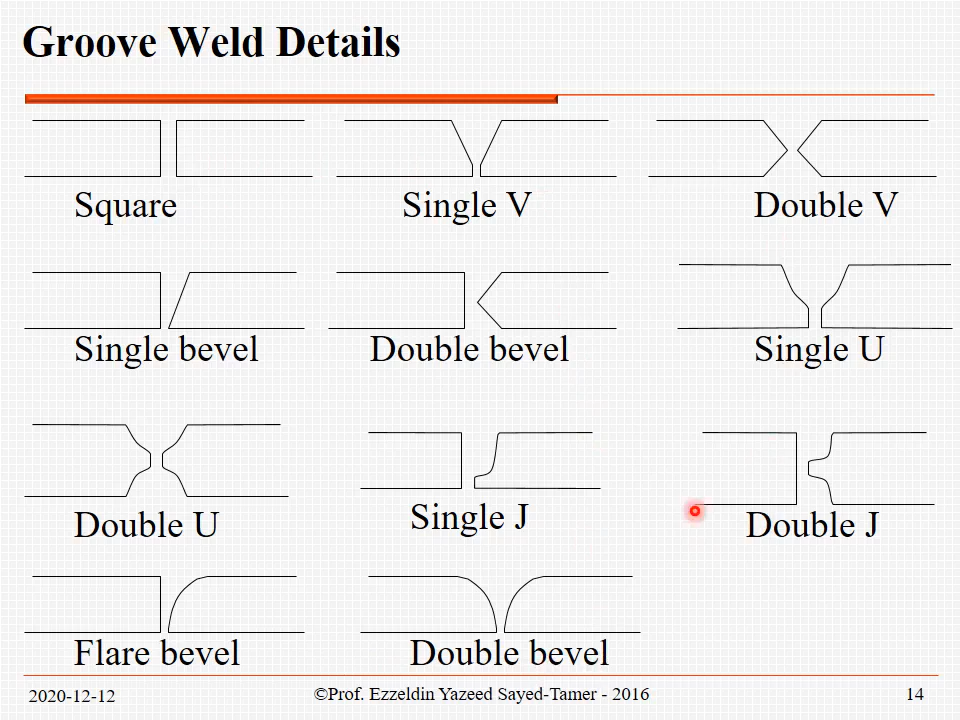 Groove Weld Details
Square
Single V
Double V
Single bevel
Double bevel
Single U
Double U
Single J
Double J
Flare bevel
Double bevel
2020-12-12
©Prof. Ezzeldin Yazeed Sayed-Tamer - 2016
14